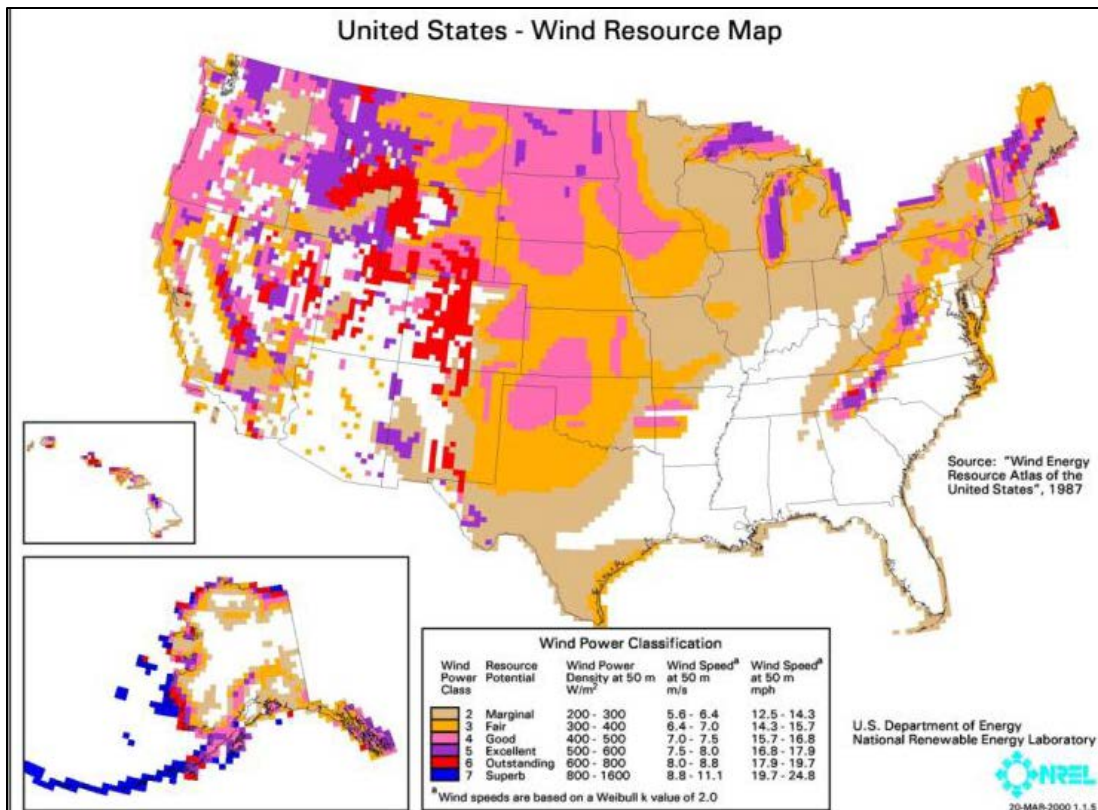 United States - Wind Resource Map
Source: "Wind Energy
Resource Atlas of the
United States", 1987
Wind Power Classification
Wind Power Class Resource Potential Wind Power Density at 50 m W/m² Wind Speedᵃ at 50 m m/s Wind Speedᵃ at 50 m mph
2 Marginal 200 - 300 5.6 - 6.4 12.5 - 14.3
3 Fair 300 - 400 6.4 - 7.0 14.3 - 15.7
4 Good 400 - 500 7.0 - 7.5 15.7 - 16.8
5 Excellent 500 - 600 7.5 - 8.0 16.8 - 17.9
6 Outstanding 600 - 800 8.0 - 8.8 17.9 - 19.7
7 Superb 800 - 1600 8.8 - 11.1 19.7 - 24.8
ᵃ Wind speeds are based on a Weibull k value of 2.0
U.S. Department of Energy
National Renewable Energy Laboratory
NREL
20-MAR-2000 1.1.5